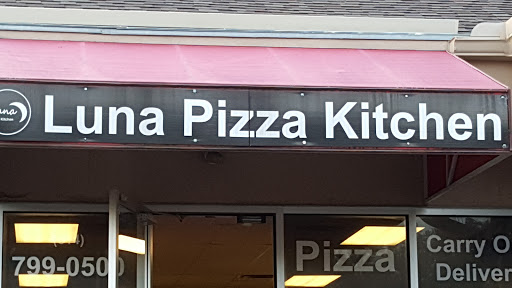 Luna Pizza Kitchen
799-0500
Pizza
Carry O
Deliver